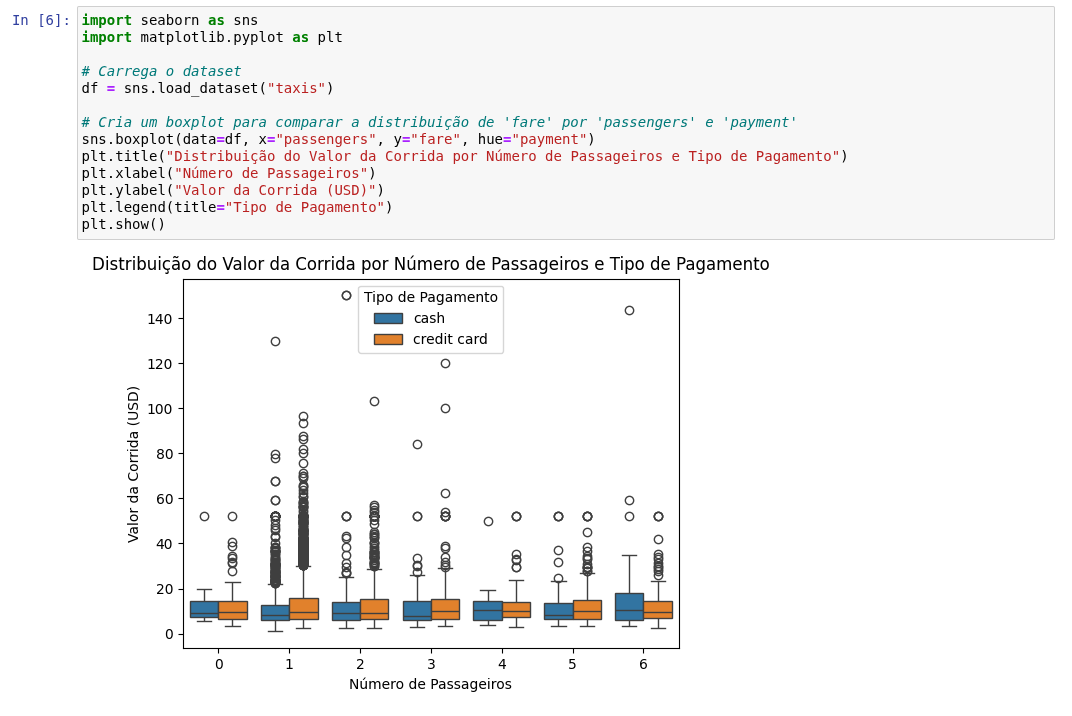 In [6]:
import seaborn as sns
import matplotlib.pyplot as plt
# Carrega o dataset
df = sns.load_dataset("taxis")
# Cria um boxplot para comparar a distribuição de 'fare' por 'passengers' e 'payment'
sns.boxplot(data=df, x="passengers", y="fare", hue="payment")
plt.title("Distribuição do Valor da Corrida por Número de Passageiros e Tipo de Pagamento")
plt.xlabel("Número de Passageiros")
plt.ylabel("Valor da Corrida (USD)")
plt.legend(title="Tipo de Pagamento")
plt.show()
Distribuição do Valor da Corrida por Número de Passageiros e Tipo de Pagamento
Tipo de Pagamento
cash
credit card
Valor da Corrida (USD)
140
120
100
80
60
40
20
0
0 1 2 3 4 5 6
Número de Passageiros